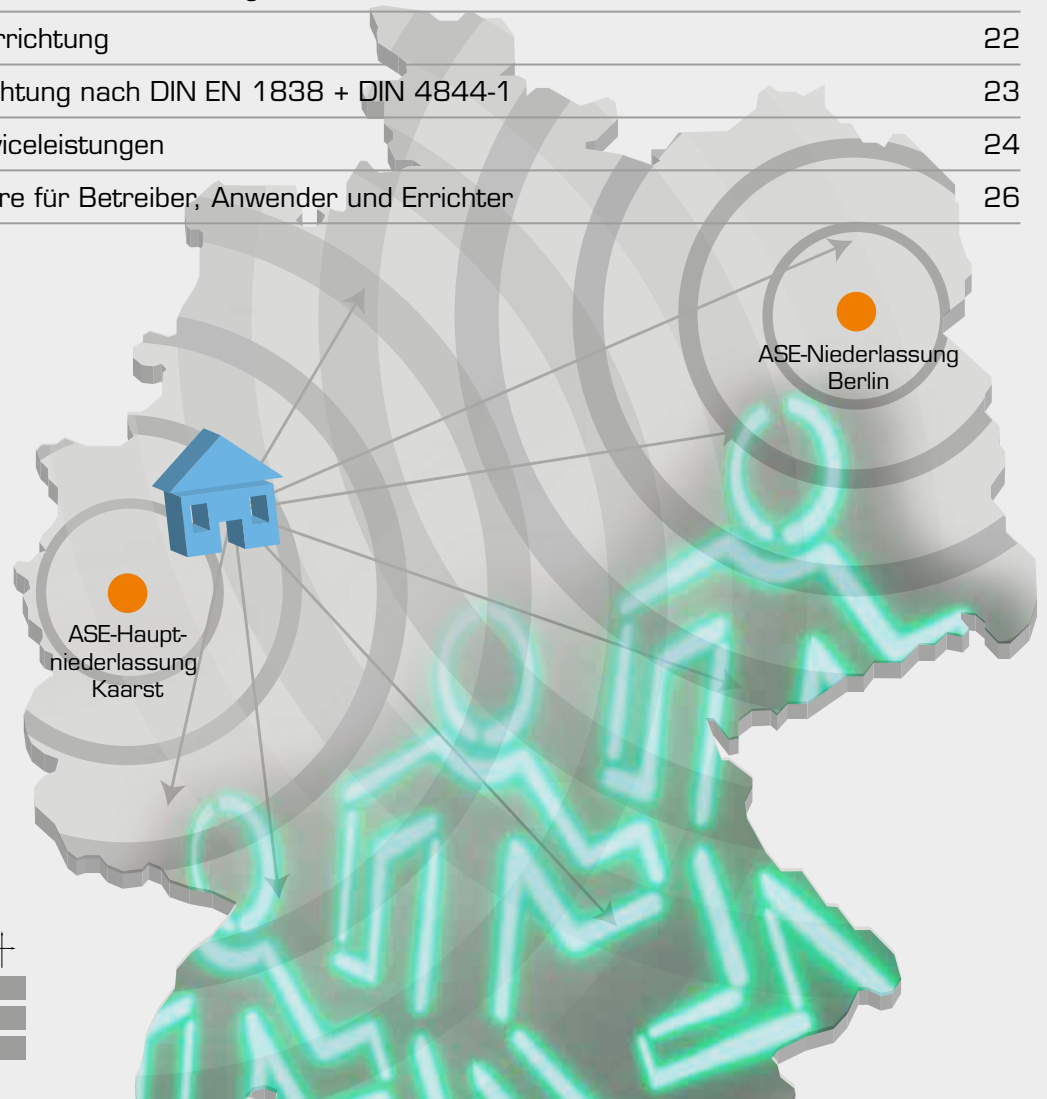 rrichtung 22
htung nach DIN EN 1838 + DIN 4844-1 23
viceleistungen 24
re für Betreiber, Anwender und Errichter 26
ASE-Niederlassung
Berlin
ASE-Haupt-
niederlassung
Kaarst